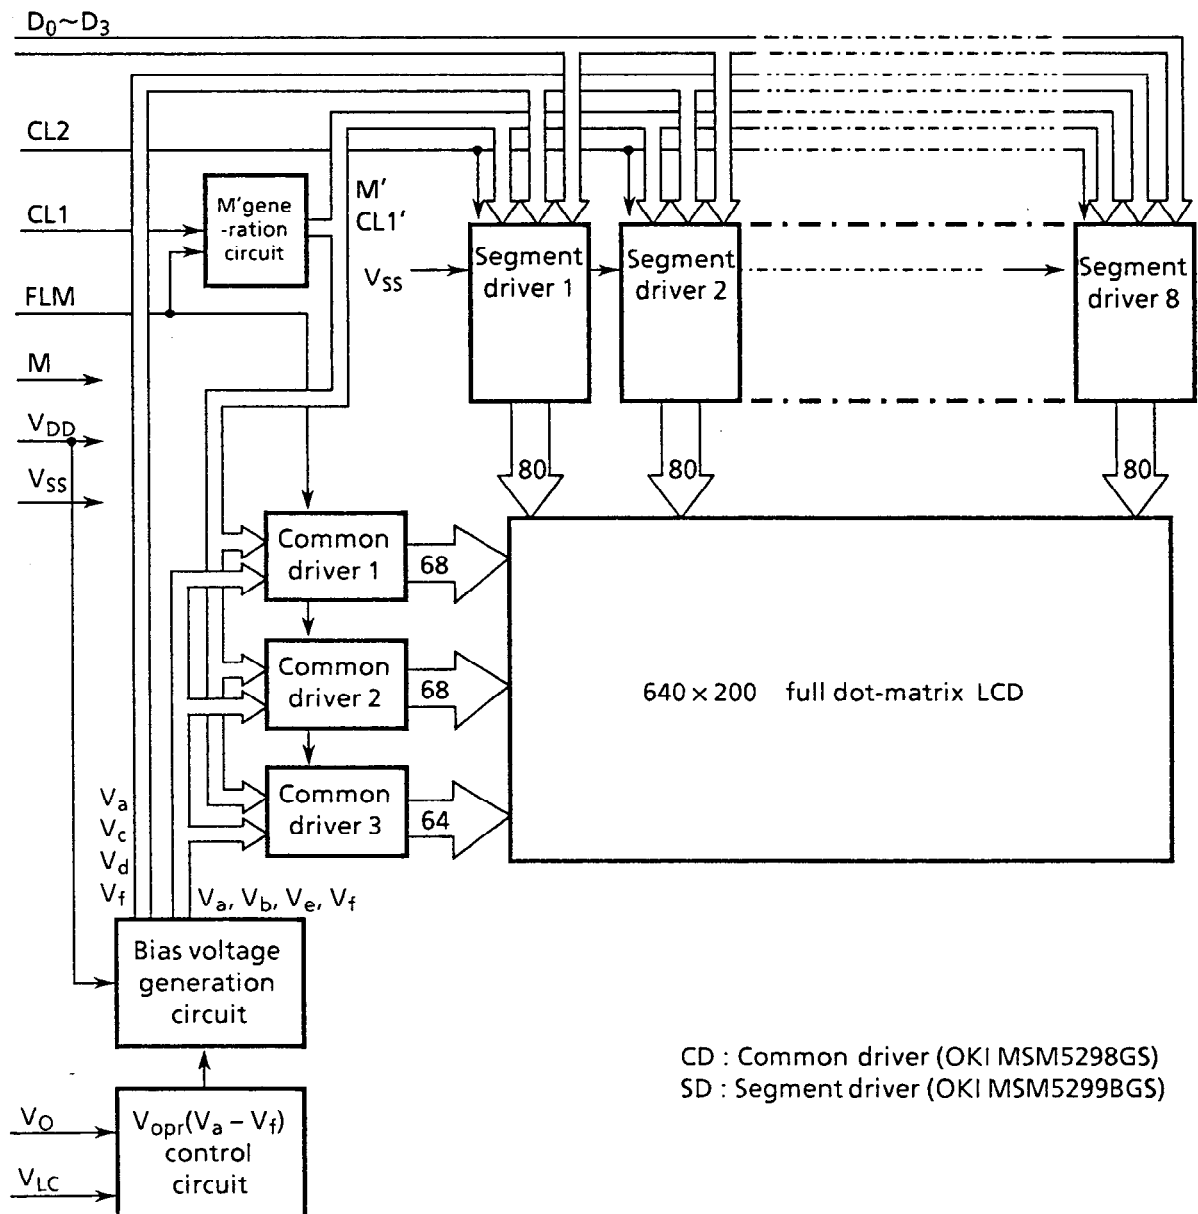 D0~D3
CL2
CL1
FLM
M
VDD
VSS
M'gene
-ration
circuit
M'
CL1'
VSS
Segment
driver 1
Segment
driver 2
Segment
driver 8
80
80
80
Common
driver 1
68
Common
driver 2
68
Common
driver 3
64
640 × 200 full dot-matrix LCD
Va
Vc
Vd
Vf
Va, Vb, Ve, Vf
Bias voltage
generation
circuit
CD : Common driver (OKI MSM5298GS)
SD : Segment driver (OKI MSM5299BGS)
VO
VLC
Vopr(Va – Vf)
control
circuit